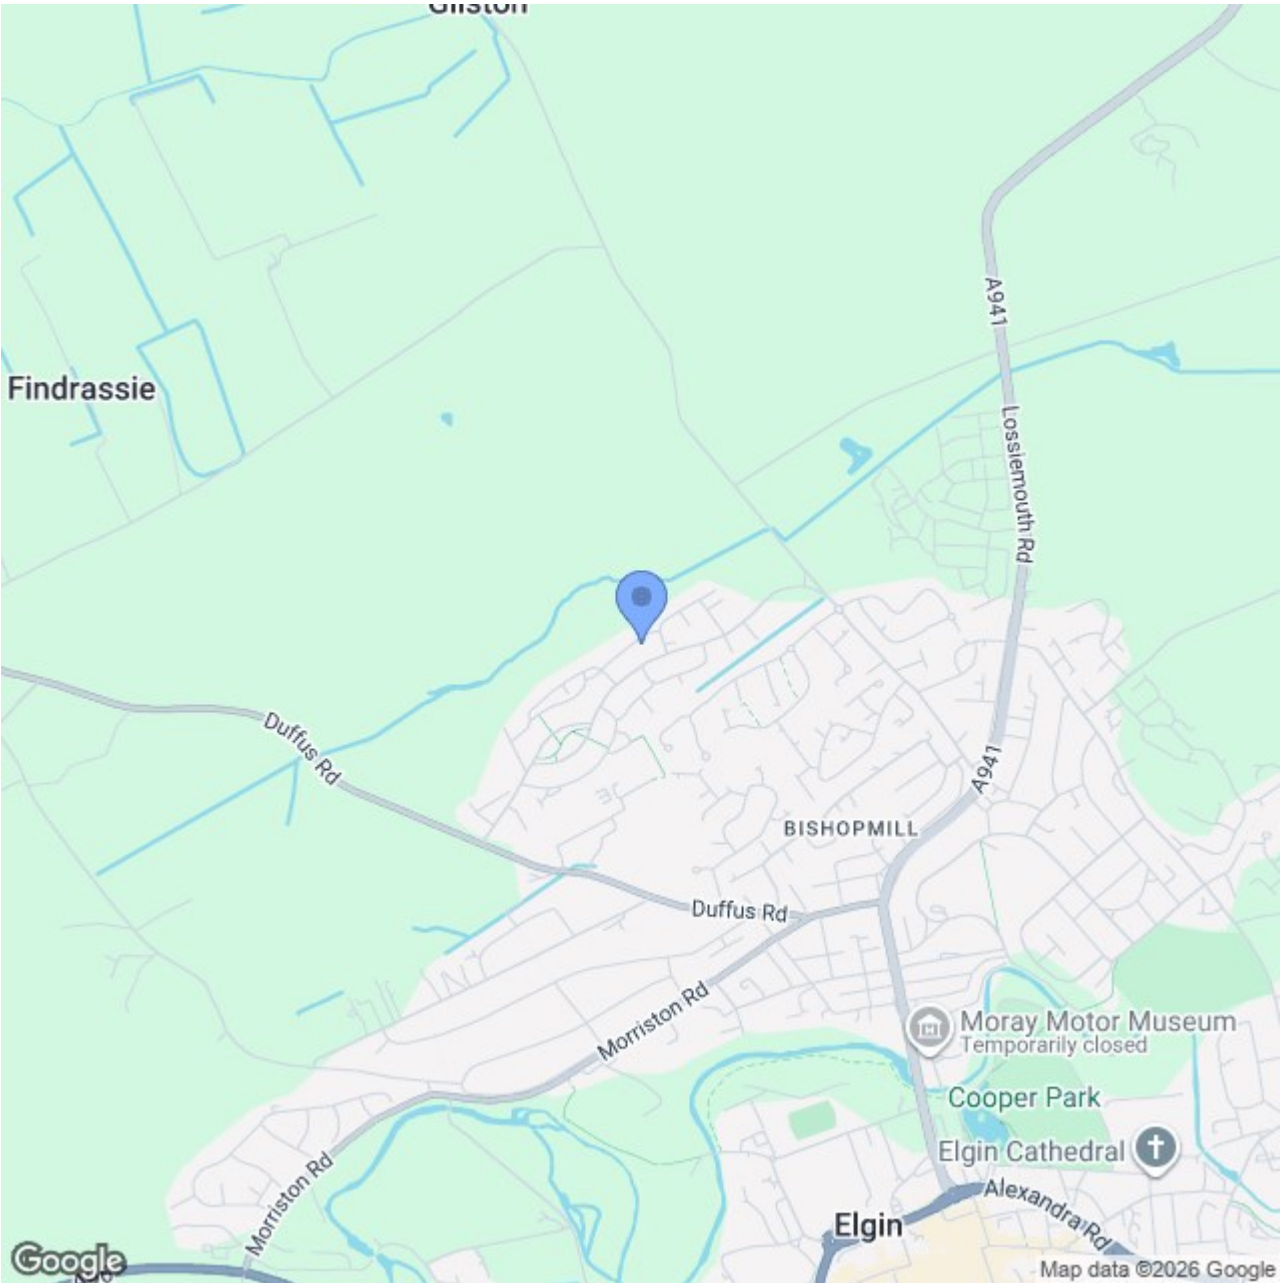 Gilston
A941
Findrassie
Lossiemouth Rd
Duffus Rd
A941
BISHOPMILL
Duffus Rd
Morriston Rd
Moray Motor Museum
Temporarily closed
Cooper Park
Elgin Cathedral
Morriston Rd
Alexandra Rd
Elgin
Google
Map data ©2026 Google